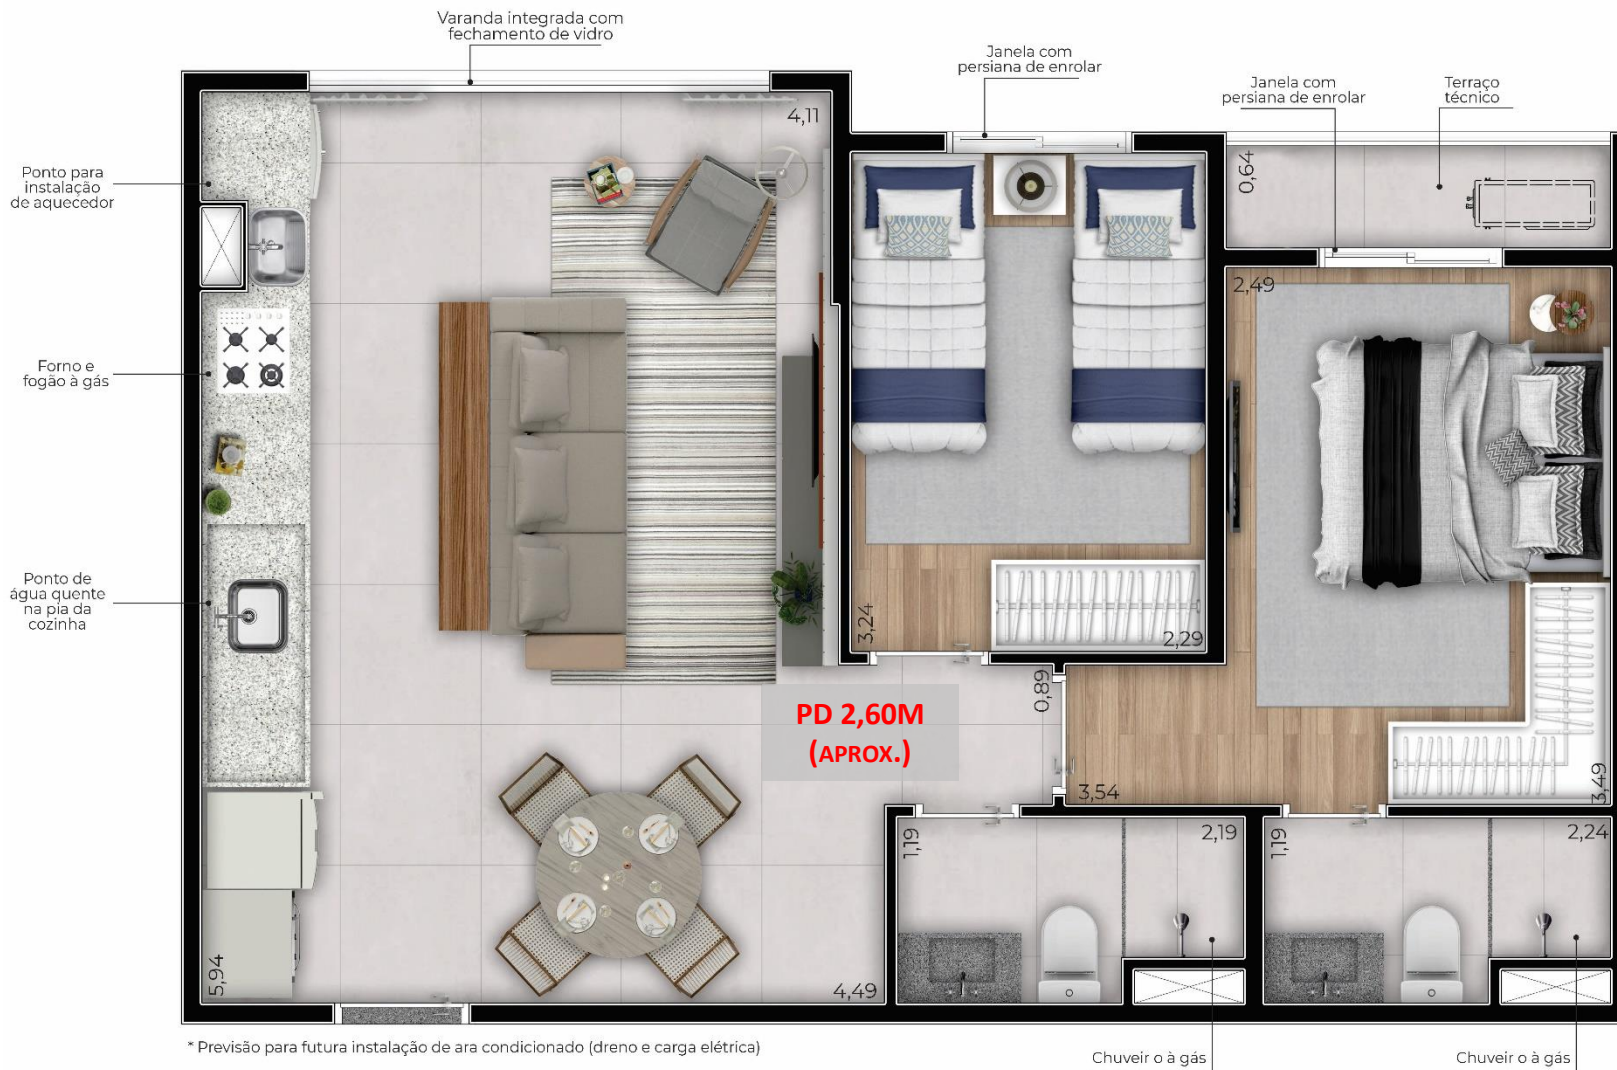 Varanda integrada com
fechamento de vidro
Janela com
persiana de enrolar
Janela com
persiana de enrolar
Terraço
técnico
4,11
0,64
Ponto para
instalação
de aquecedor
2,49
Forno e
fogão à gás
Ponto de
água quente
na pia da
cozinha
3,24
2,29
0,89
PD 2,60M
(APROX.)
3,54
3,49
1,19
2,19
1,19
2,24
5,94
4,49
* Previsão para futura instalação de ara condicionado (dreno e carga elétrica)
Chuveir o à gás
Chuveir o à gás